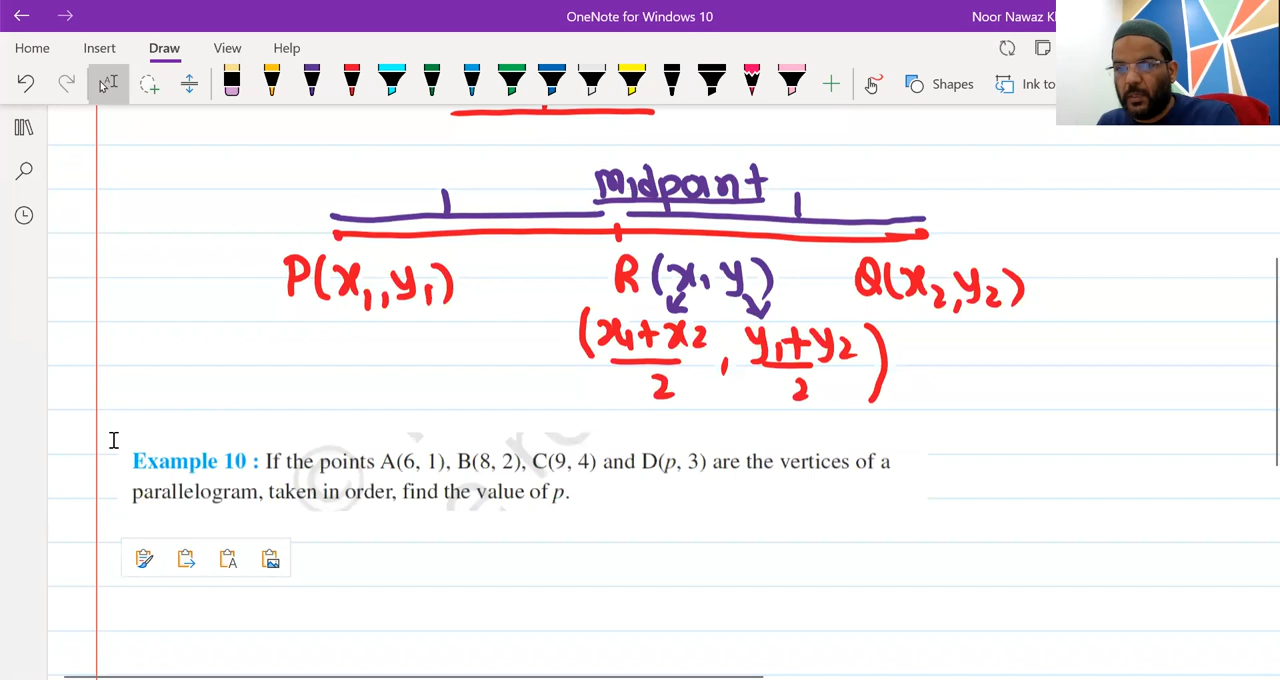 OneNote for Windows 10
Noor Nawaz
Home Insert Draw View Help
Shapes Ink to
Midpoint
P(x₁, y₁) R (x, y) Q(x₂, y₂)
(x₁+x₂/2, y₁+y₂/2)
Example 10 : If the points A(6, 1), B(8, 2), C(9, 4) and D(p, 3) are the vertices of a
parallelogram, taken in order, find the value of p.